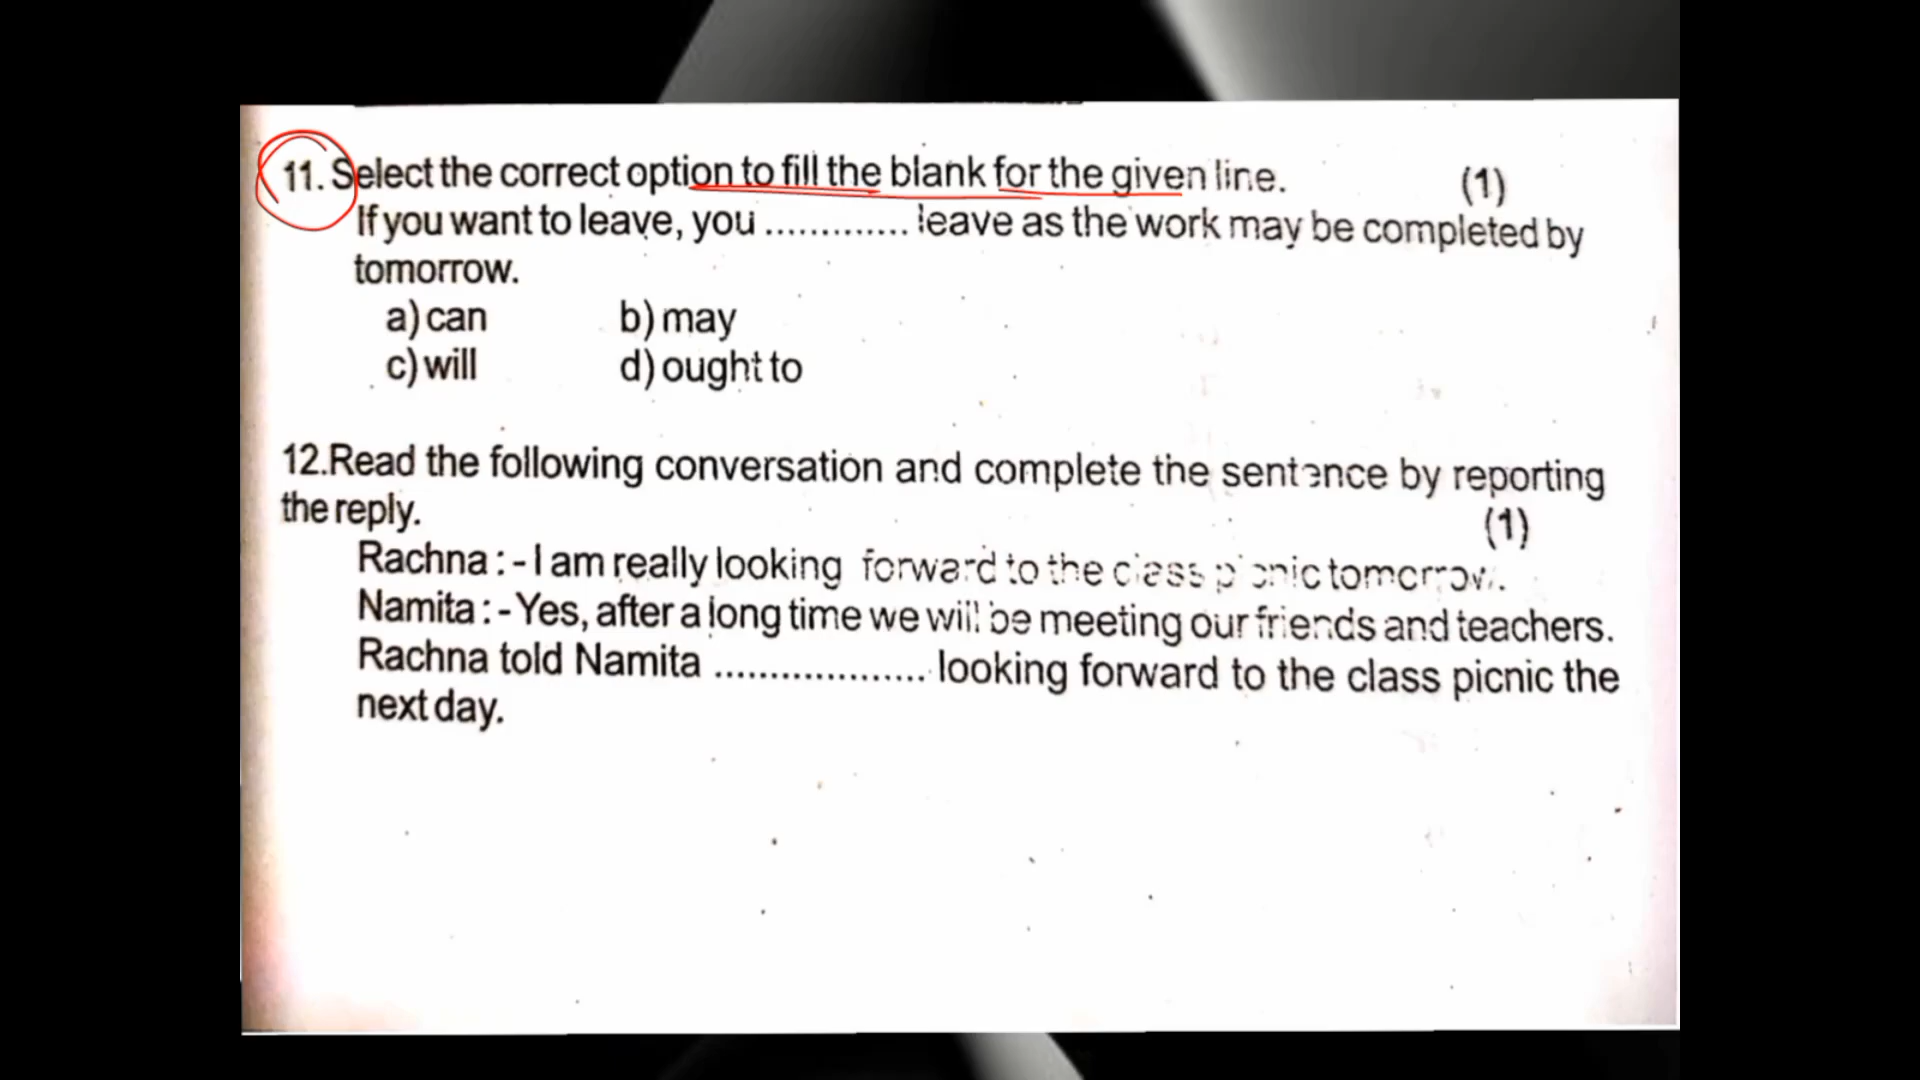 11. Select the correct option to fill the blank for the given line. (1)
If you want to leave, you ............. leave as the work may be completed by
tomorrow.
a) can b) may
c) will d) ought to
12.Read the following conversation and complete the sentence by reporting
the reply.
(1)
Rachna : - I am really looking forward to the class picnic tomorrow.
Namita : - Yes, after a long time we will be meeting our friends and teachers.
Rachna told Namita ................... looking forward to the class picnic the
next day.